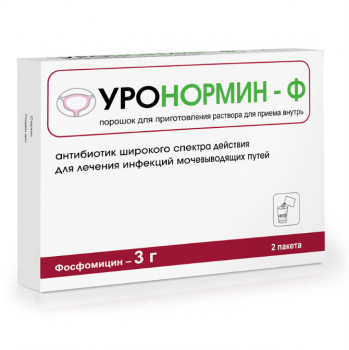 УРОНОРМИН - Ф
порошок для приготовления раствора для приема внутрь
антибиотик широкого спектра действия
для лечения инфекций мочевыводящих путей
Фосфомицин – 3 г
2 пакета